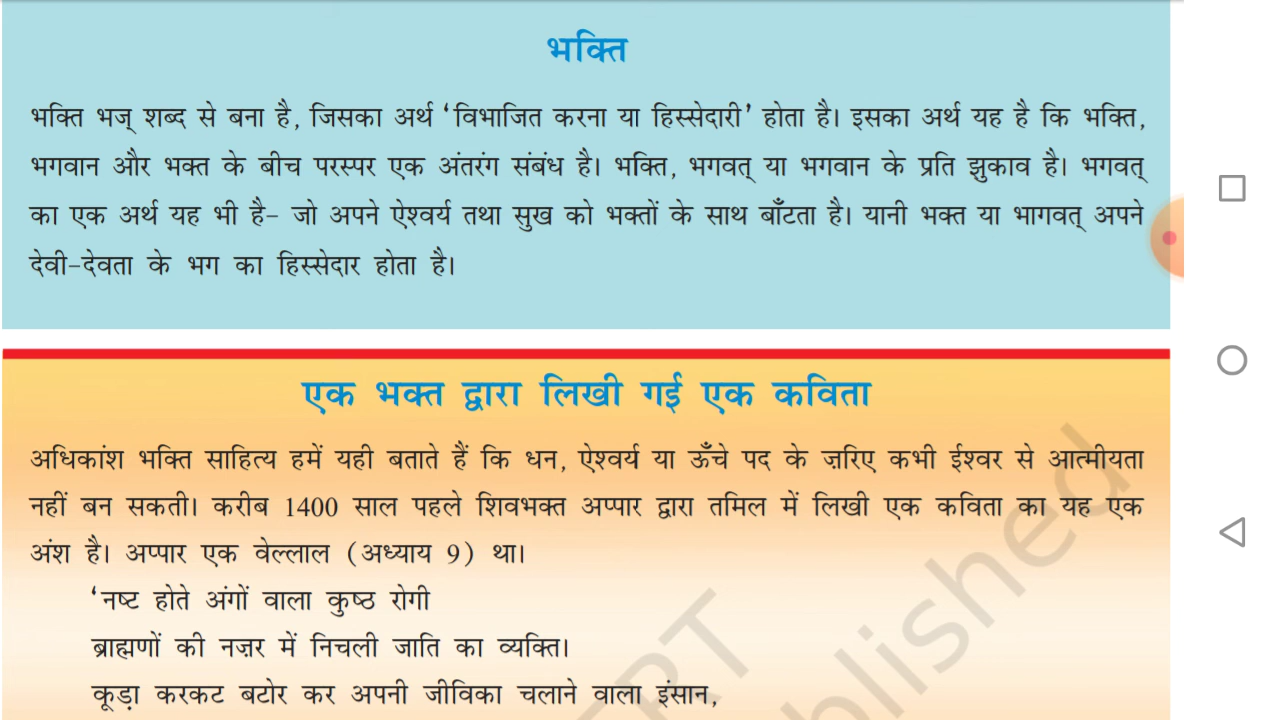 भक्ति
भक्ति भज् शब्द से बना है, जिसका अर्थ ‘विभाजित करना या हिस्सेदारी’ होता है। इसका अर्थ यह है कि भक्ति,
भगवान और भक्त के बीच परस्पर एक अंतरंग संबंध है। भक्ति, भगवत् या भगवान के प्रति झुकाव है। भगवत्
का एक अर्थ यह भी है– जो अपने ऐश्वर्य तथा सुख को भक्तों के साथ बाँटता है। यानी भक्त या भागवत् अपने
देवी–देवता के भग का हिस्सेदार होता है।
एक भक्त द्वारा लिखी गई एक कविता
अधिकांश भक्ति साहित्य हमें यही बताते हैं कि धन, ऐश्वर्य या ऊँचे पद के ज़रिए कभी ईश्वर से आत्मीयता
नहीं बन सकती। करीब 1400 साल पहले शिवभक्त अप्पार द्वारा तमिल में लिखी एक कविता का यह एक
अंश है। अप्पार एक वेल्लाल (अध्याय 9) था।
‘नष्ट होते अंगों वाला कुष्ठ रोगी
ब्राह्मणों की नज़र में निचली जाति का व्यक्ति।
कूड़ा करकट बटोर कर अपनी जीविका चलाने वाला इंसान,